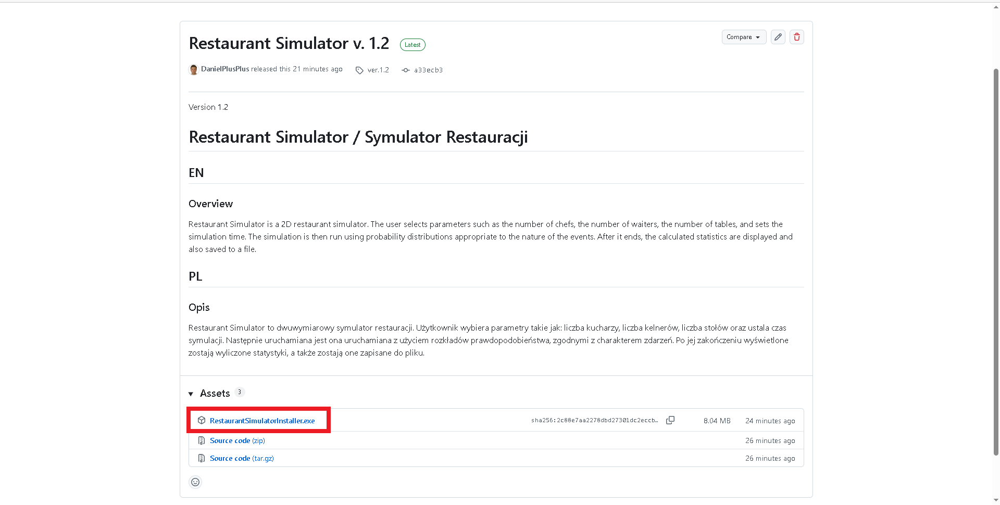 Restaurant Simulator v. 1.2 Latest
Compare
DanielPlusPlus released this 21 minutes ago ver.1.2 a33ecb3
Version 1.2
Restaurant Simulator / Symulator Restauracji
EN
Overview
Restaurant Simulator is a 2D restaurant simulator. The user selects parameters such as the number of chefs, the number of waiters, the number of tables, and sets the
simulation time. The simulation is then run using probability distributions appropriate to the nature of the events. After it ends, the calculated statistics are displayed and
also saved to a file.
PL
Opis
Restaurant Simulator to dwuwymiarowy symulator restauracji. Użytkownik wybiera parametry takie jak: liczba kucharzy, liczba kelnerów, liczba stołów oraz ustala czas
symulacji. Następnie uruchamiana jest ona uruchamiana z użyciem rozkładów prawdopodobieństwa, zgodnymi z charakterem zdarzeń. Po jej zakończeniu wyświetlone
zostają wyliczone statystyki, a także zostają one zapisane do pliku.
Assets 3
RestaurantSimulatorInstaller.exe sha256:2c88e7aa2278dbd27301dc2eccb… 8.04 MB 24 minutes ago
Source code (zip) 26 minutes ago
Source code (tar.gz) 26 minutes ago